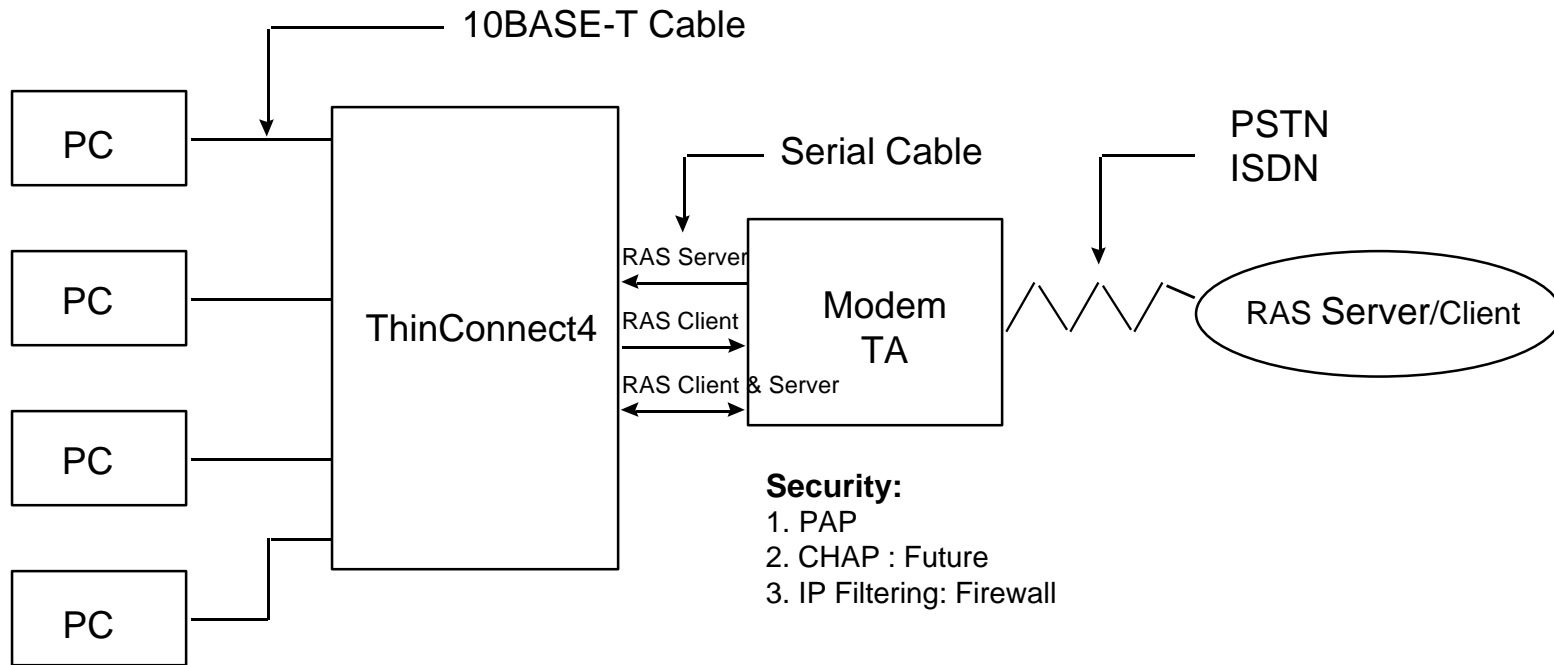 10BASE-T Cable
PC
PC
PC
PC
ThinConnect4
Serial Cable
RAS Server
RAS Client
RAS Client & Server
Modem
TA
PSTN
ISDN
RAS Server/Client
Security:
1. PAP
2. CHAP : Future
3. IP Filtering: Firewall